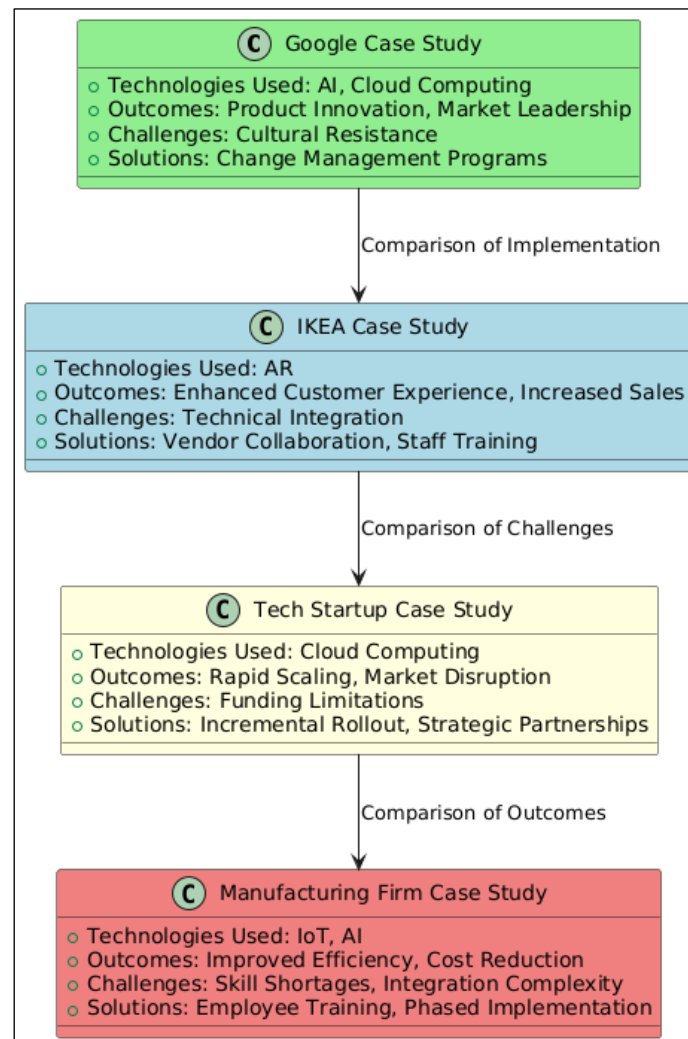 C Google Case Study
Technologies Used: AI, Cloud Computing
Outcomes: Product Innovation, Market Leadership
Challenges: Cultural Resistance
Solutions: Change Management Programs
Comparison of Implementation
C IKEA Case Study
Technologies Used: AR
Outcomes: Enhanced Customer Experience, Increased Sales
Challenges: Technical Integration
Solutions: Vendor Collaboration, Staff Training
Comparison of Challenges
C Tech Startup Case Study
Technologies Used: Cloud Computing
Outcomes: Rapid Scaling, Market Disruption
Challenges: Funding Limitations
Solutions: Incremental Rollout, Strategic Partnerships
Comparison of Outcomes
C Manufacturing Firm Case Study
Technologies Used: IoT, AI
Outcomes: Improved Efficiency, Cost Reduction
Challenges: Skill Shortages, Integration Complexity
Solutions: Employee Training, Phased Implementation